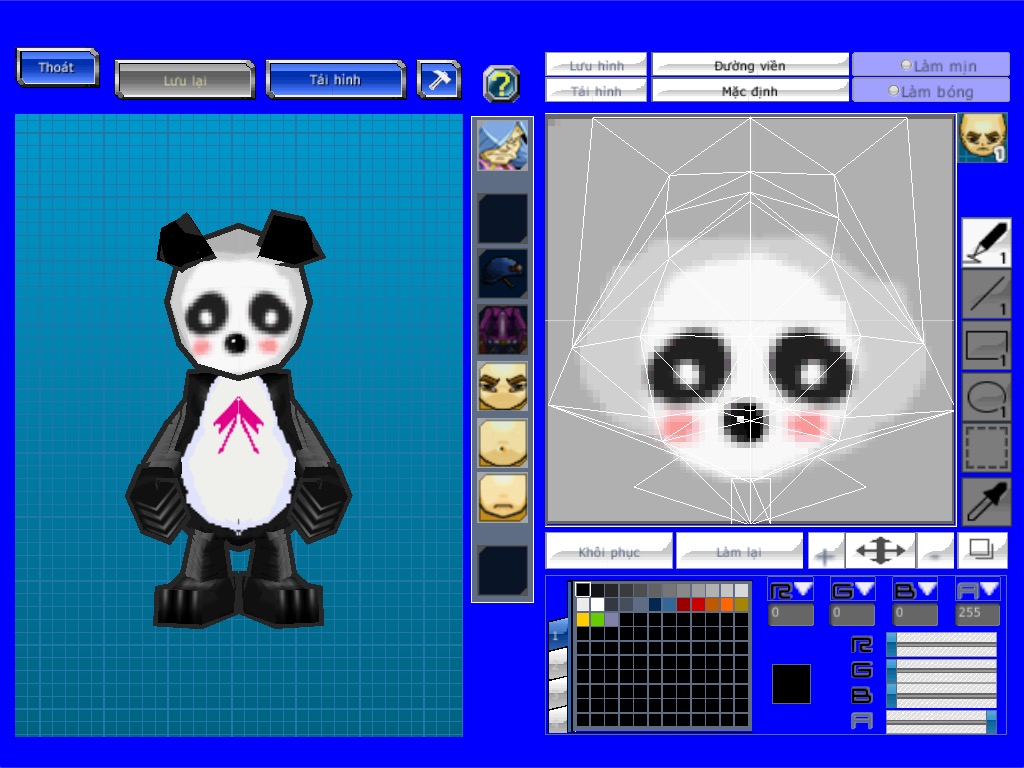 Thoát
Lưu lại
Tải hình
?
Lưu hình
Đường viền
Làm mịn
Tải hình
Mặc định
Làm bóng
1
1
1
1
1
Khôi phục
Làm lại
+
-
R
G
B
A
0
0
0
255
1
R
G
B
A